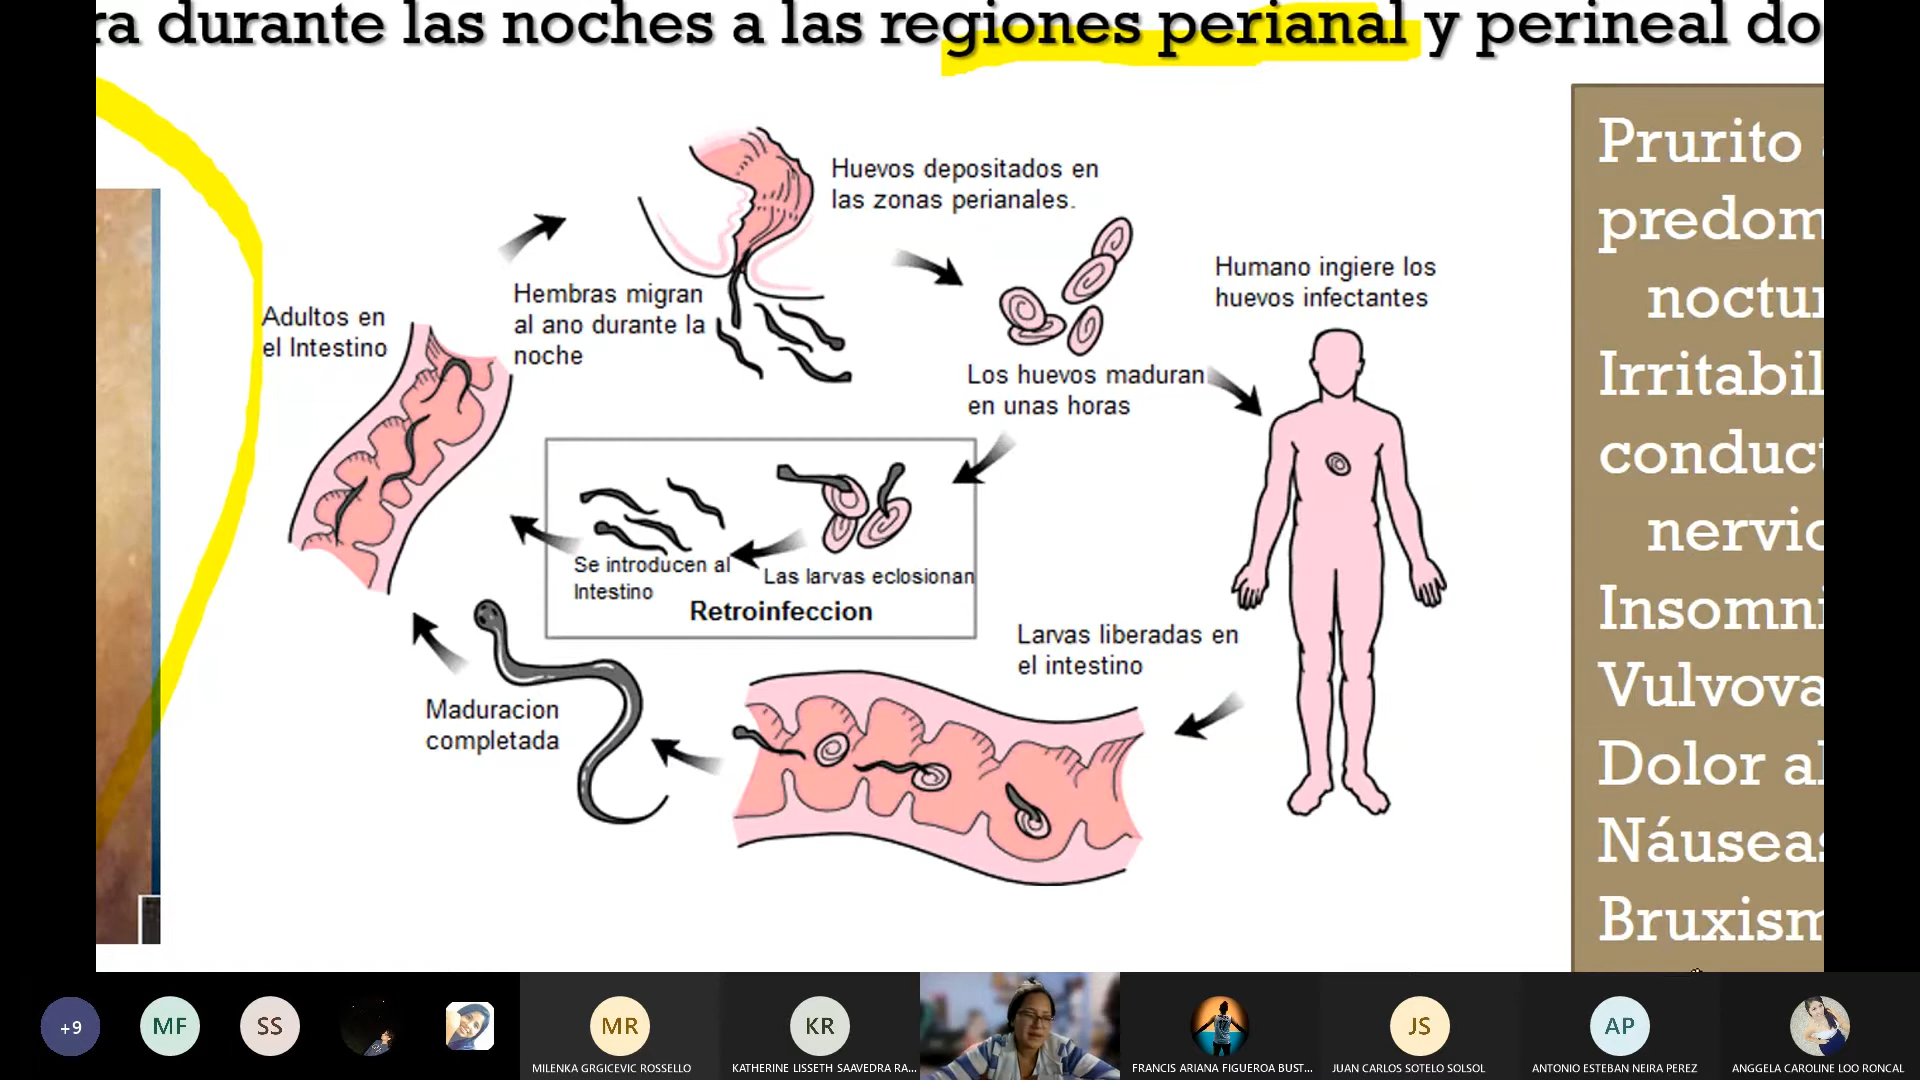 ra durante las noches a las regiones perianal y perineal do
Huevos depositados en
las zonas perianales.
Humano ingiere los
huevos infectantes
Hembras migran
al ano durante la
noche
Adultos en
el Intestino
Los huevos maduran
en unas horas
Se introducen al
Intestino
Las larvas eclosionan
Retroinfeccion
Larvas liberadas en
el intestino
Maduracion
completada
Prurito
predom
noctur
Irritabil
conduct
nervio
Insomni
Vulvova
Dolor al
Náuseas
Bruxism
+9
MF
SS
MR
MILENKA GRGICEVIC ROSSELLO
KR
KATHERINE LISSETH SAAVEDRA RA...
FRANCIS ARIANA FIGUEROA BUST...
JS
JUAN CARLOS SOTELO SOLSOL
AP
ANTONIO ESTEBAN NEIRA PEREZ
ANGGELA CAROLINE LOO RONCAL